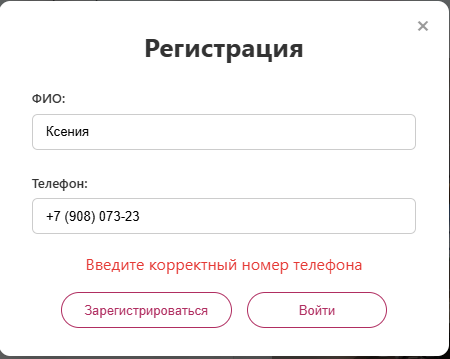 ×
Регистрация
ФИО:
Ксения
Телефон:
+7 (908) 073-23
Введите корректный номер телефона
Зарегистрироваться
Войти